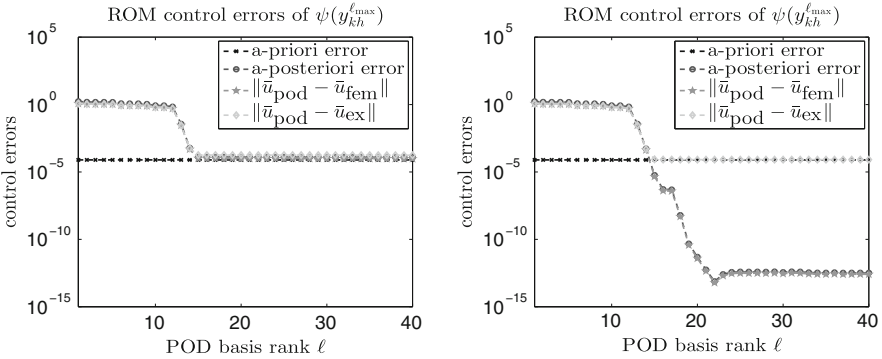 ROM control errors of ψ(y_{kh}^{ℓ_max})
control errors
10^5
10^0
10^{-5}
10^{-10}
10^{-15}
a-priori error
a-posteriori error
‖ū_pod − ū_fem‖
‖ū_pod − ū_ex‖
10 20 30 40
POD basis rank ℓ
ROM control errors of ψ(y_{kh}^{ℓ_max})
control errors
10^5
10^0
10^{-5}
10^{-10}
10^{-15}
a-priori error
a-posteriori error
‖ū_pod − ū_fem‖
‖ū_pod − ū_ex‖
10 20 30 40
POD basis rank ℓ